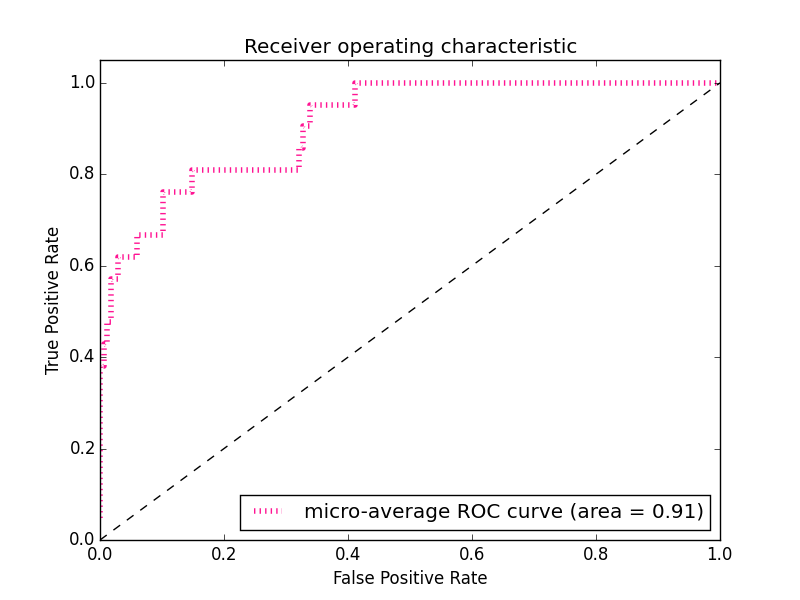 Receiver operating characteristic
1.0
0.8
0.6
0.4
0.2
0.0
True Positive Rate
micro-average ROC curve (area = 0.91)
0.0 0.2 0.4 0.6 0.8 1.0
False Positive Rate